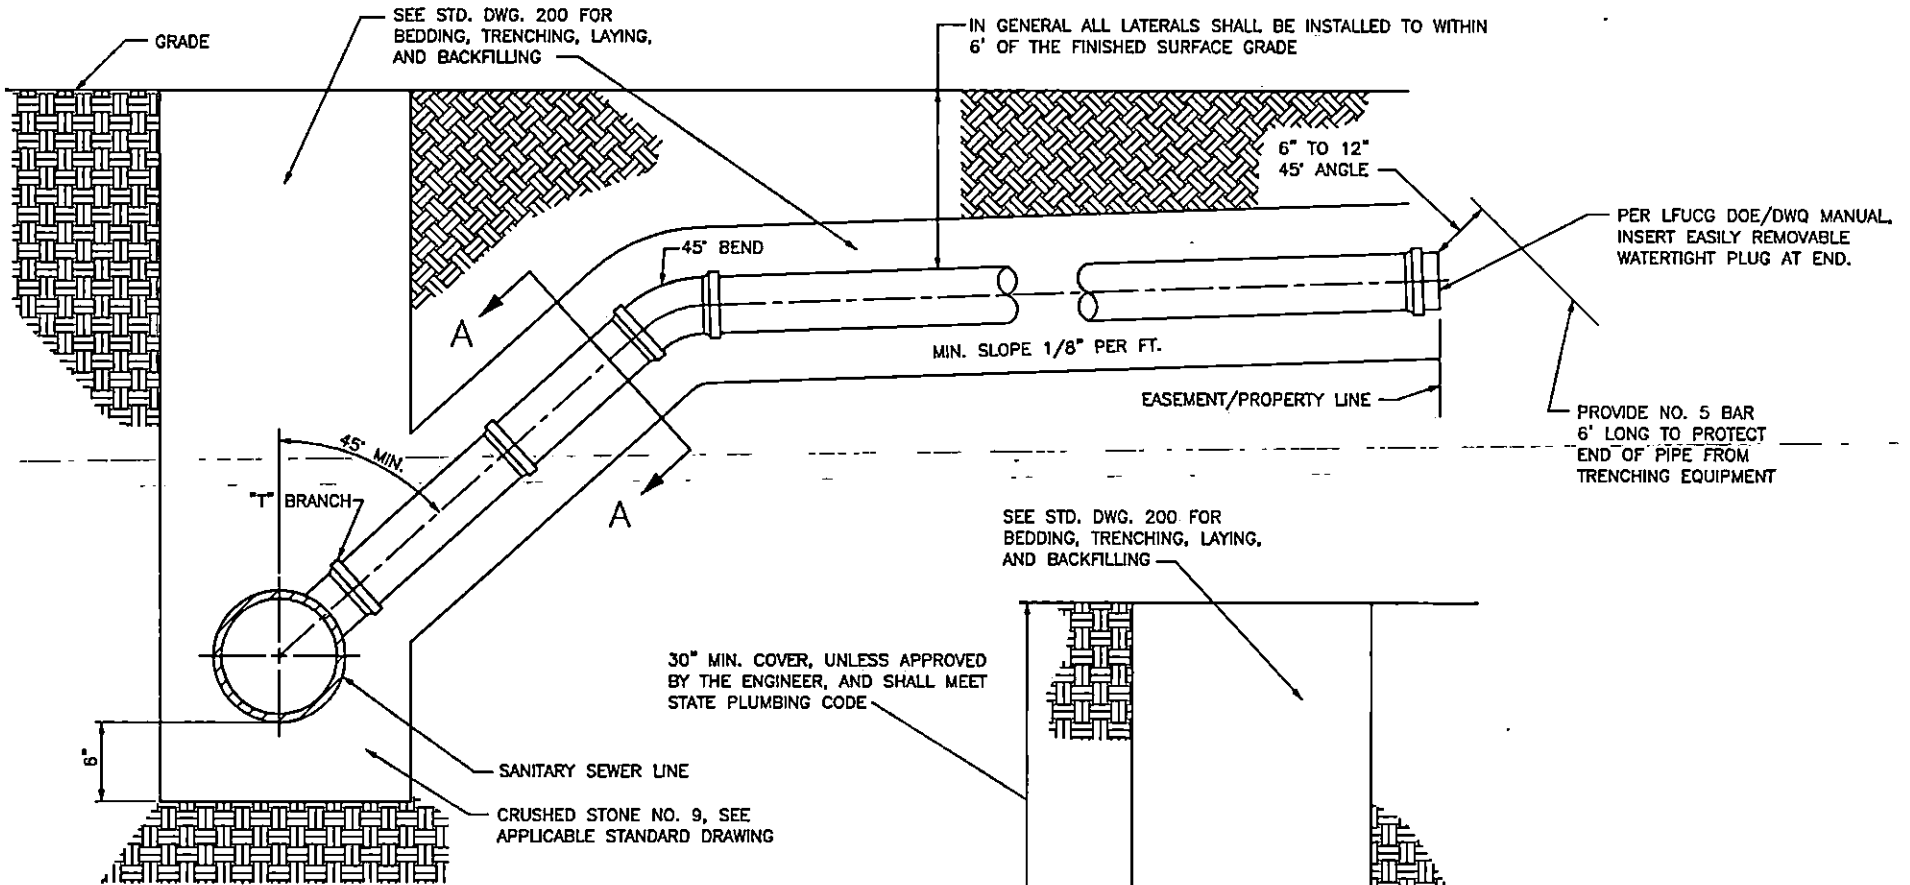 GRADE
SEE STD. DWG. 200 FOR
BEDDING, TRENCHING, LAYING,
AND BACKFILLING
IN GENERAL ALL LATERALS SHALL BE INSTALLED TO WITHIN
6' OF THE FINISHED SURFACE GRADE
6" TO 12"
45° ANGLE
PER LFUCG DOE/DWQ MANUAL,
INSERT EASILY REMOVABLE
WATERTIGHT PLUG AT END.
45° BEND
A
MIN. SLOPE 1/8" PER FT.
EASEMENT/PROPERTY LINE
PROVIDE NO. 5 BAR
6' LONG TO PROTECT
END OF PIPE FROM
TRENCHING EQUIPMENT
45° MIN.
"T" BRANCH
A
SEE STD. DWG. 200 FOR
BEDDING, TRENCHING, LAYING,
AND BACKFILLING
30" MIN. COVER, UNLESS APPROVED
BY THE ENGINEER, AND SHALL MEET
STATE PLUMBING CODE
6"
SANITARY SEWER LINE
CRUSHED STONE NO. 9, SEE
APPLICABLE STANDARD DRAWING